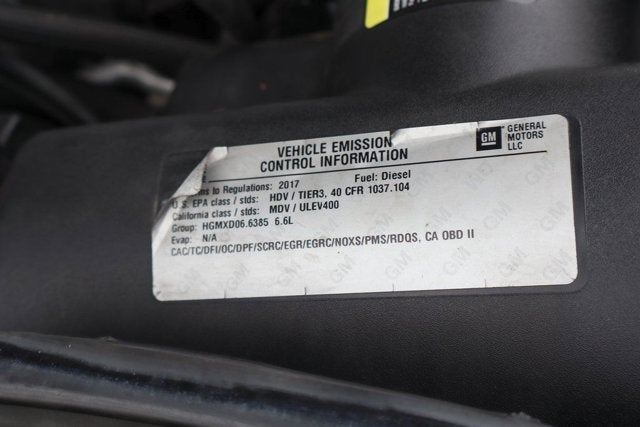 VEHICLE EMISSION
CONTROL INFORMATION
GM GENERAL
MOTORS
LLC
to Regulations: 2017 Fuel: Diesel
U.S. EPA class / stds: HDV / TIER3, 40 CFR 1037.104
California class / stds: MDV / ULEV400
Group: HGMXD06.6385 6.6L
Evap: N/A
CAC/TC/DFI/OC/DPF/SCRC/EGR/EGRC/NOXS/PMS/RDQS, CA OBD II